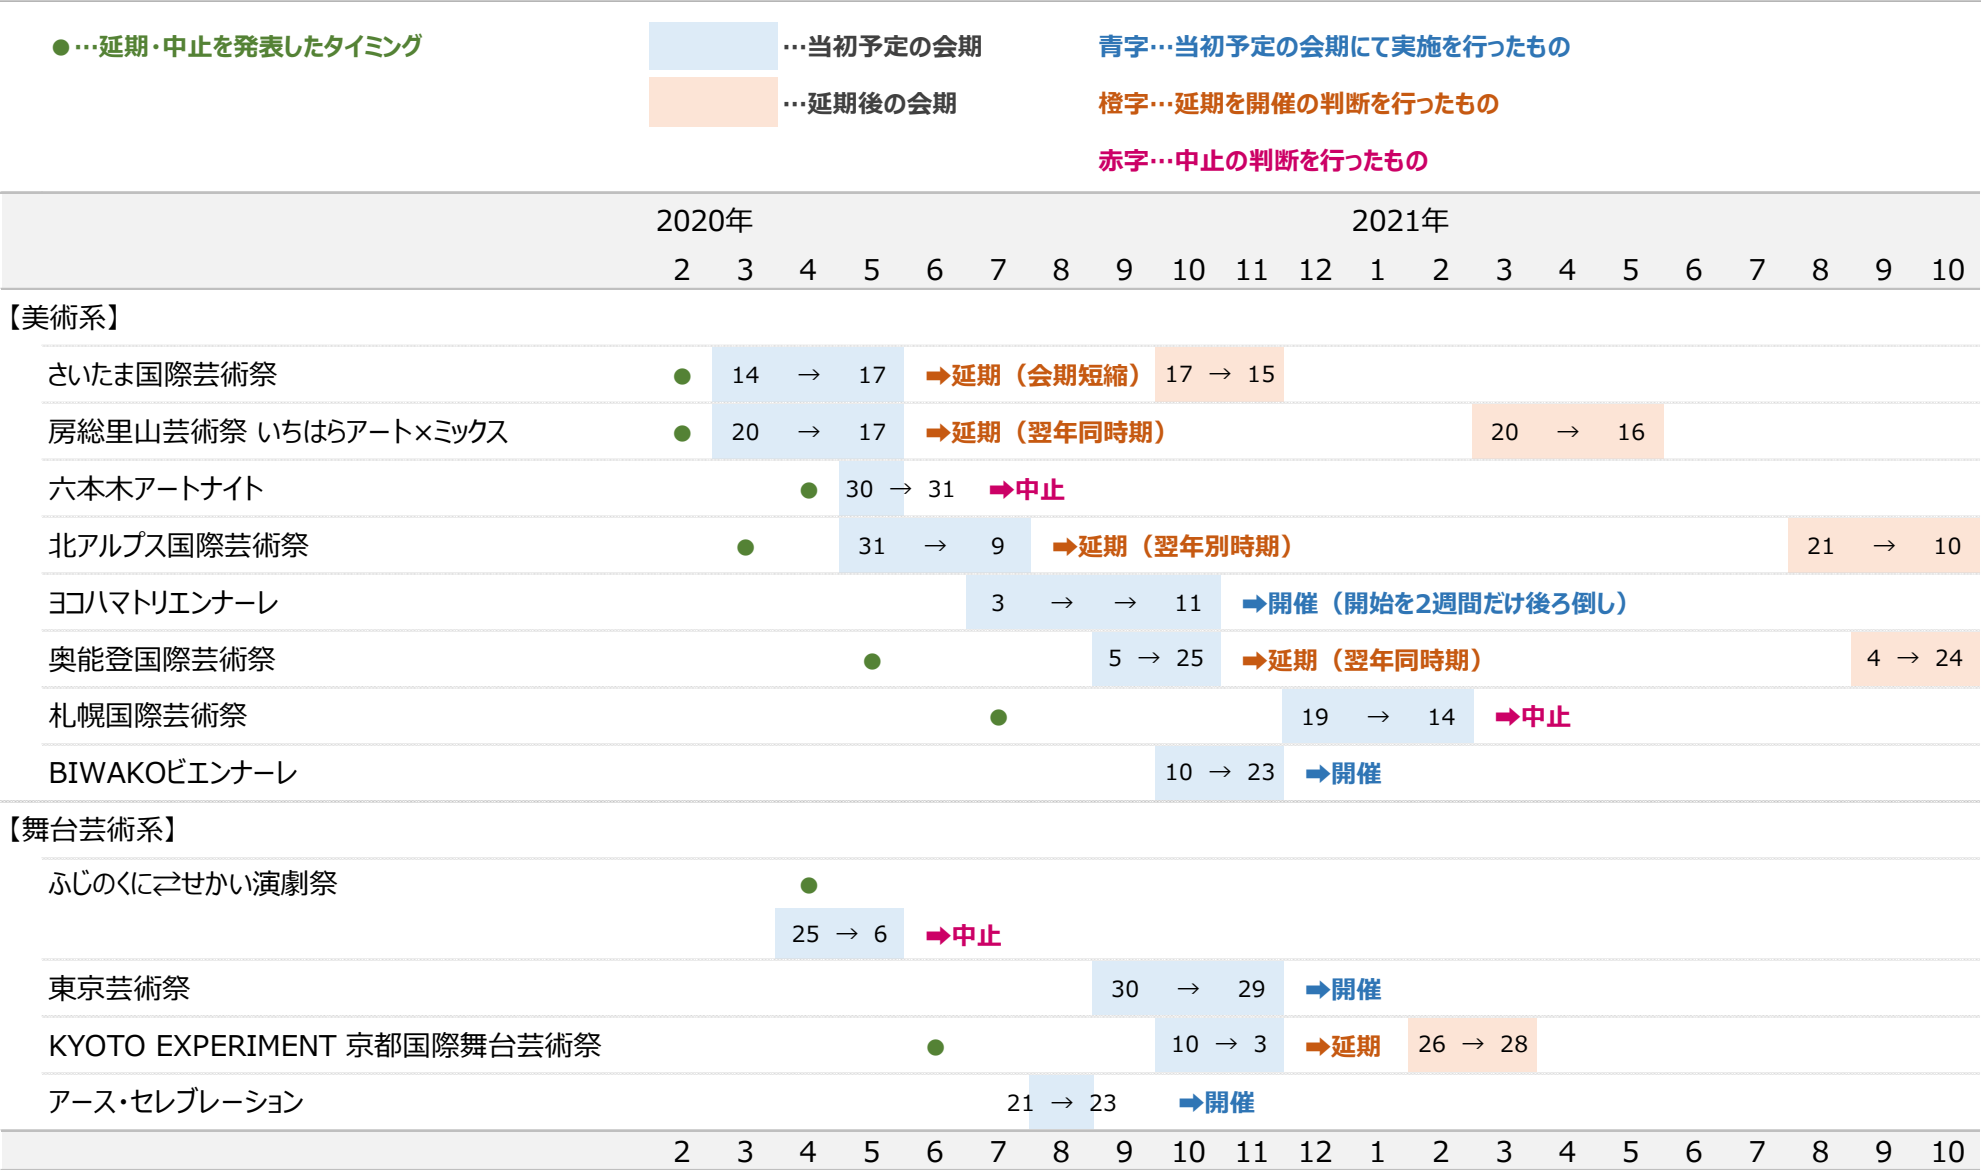 ●…延期・中止を発表したタイミング …当初予定の会期 青字…当初予定の会期にて実施を行ったもの
…延期後の会期 橙字…延期を開催の判断を行ったもの
赤字…中止の判断を行ったもの
2020年 2021年
2 3 4 5 6 7 8 9 10 11 12 1 2 3 4 5 6 7 8 9 10
【美術系】
さいたま国際芸術祭 ● 14 → 17 ➡延期（会期短縮） 17 → 15
房総里山芸術祭 いちはらアート×ミックス ● 20 → 17 ➡延期（翌年同時期） 20 → 16
六本木アートナイト ● 30 → 31 ➡中止
北アルプス国際芸術祭 ● 31 → 9 ➡延期（翌年別時期） 21 → 10
ヨコハマトリエンナーレ 3 → → 11 ➡開催（開始を2週間だけ後ろ倒し）
奥能登国際芸術祭 ● 5 → 25 ➡延期（翌年同時期） 4 → 24
札幌国際芸術祭 ● 19 → 14 ➡中止
BIWAKOビエンナーレ 10 → 23 ➡開催
【舞台芸術系】
ふじのくに⇄せかい演劇祭 ●
25 → 6 ➡中止
東京芸術祭 30 → 29 ➡開催
KYOTO EXPERIMENT 京都国際舞台芸術祭 ● 10 → 3 ➡延期 26 → 28
アース・セレブレーション 21 → 23 ➡開催
2 3 4 5 6 7 8 9 10 11 12 1 2 3 4 5 6 7 8 9 10